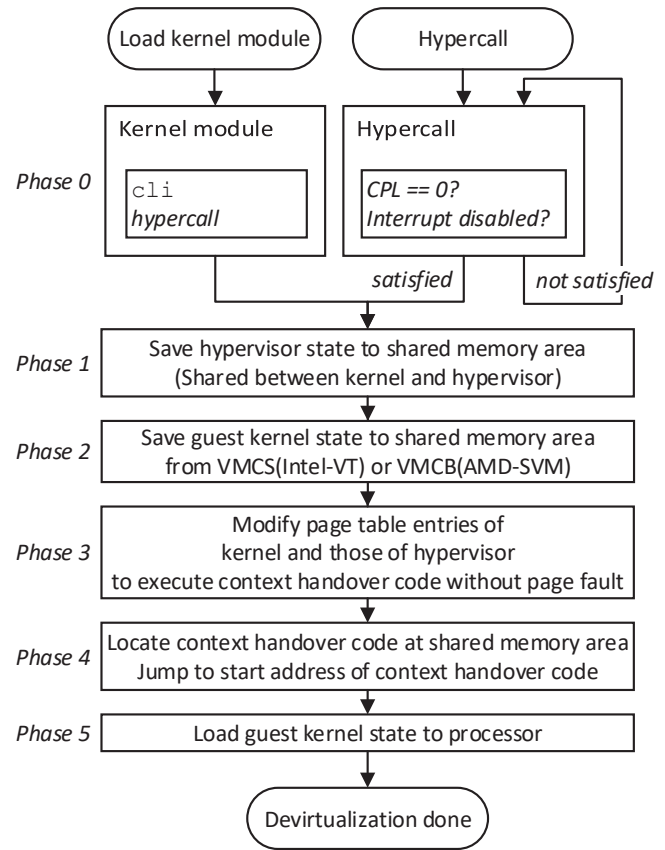 Load kernel module
Hypercall
Phase 0
Kernel module
cli
hypercall
Hypercall
CPL == 0?
Interrupt disabled?
satisfied
not satisfied
Phase 1
Save hypervisor state to shared memory area
(Shared between kernel and hypervisor)
Phase 2
Save guest kernel state to shared memory area
from VMCS(Intel-VT) or VMCB(AMD-SVM)
Phase 3
Modify page table entries of
kernel and those of hypervisor
to execute context handover code without page fault
Phase 4
Locate context handover code at shared memory area
Jump to start address of context handover code
Phase 5
Load guest kernel state to processor
Devirtualization done